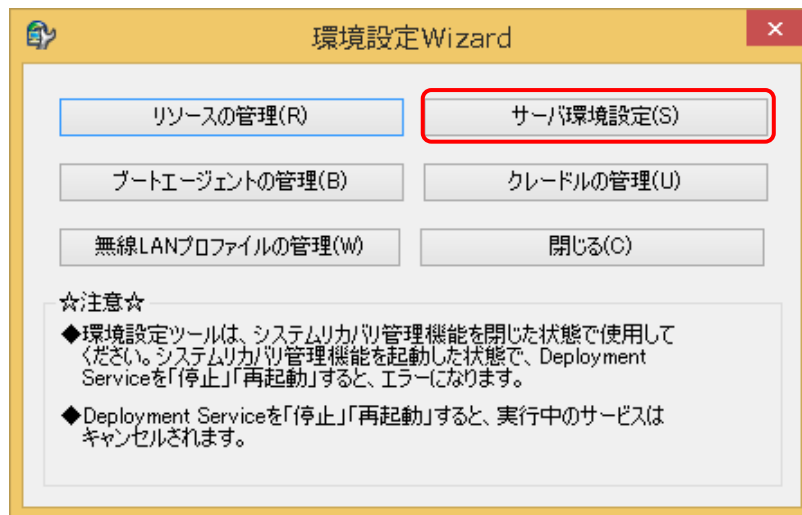 環境設定Wizard
リソースの管理(R)
サーバ環境設定(S)
ブートエージェントの管理(B)
クレードルの管理(U)
無線LANプロファイルの管理(W)
閉じる(C)
☆注意☆
◆環境設定ツールは、システムリカバリ管理機能を閉じた状態で使用して
ください。システムリカバリ管理機能を起動した状態で、Deployment
Serviceを「停止」「再起動」すると、エラーになります。
◆Deployment Serviceを「停止」「再起動」すると、実行中のサービスは
キャンセルされます。